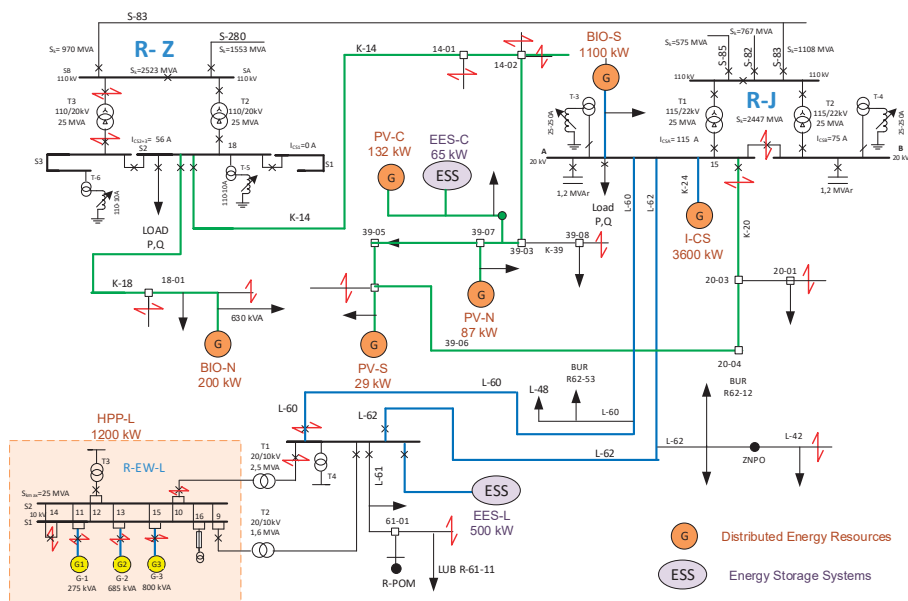 S-83
S-280
Sₖ= 970 MVA
Sₖ=1553 MVA
R- Z
SB
110 kV
Sₖ=2523 MVA
SA
110 kV
T3
110/20kV
25 MVA
T2
110/20kV
25 MVA
I_CS2+3= 56 A
S2
18
I_CS1=0 A
S3
S1
T-6
110-10A
T-5
110-10A
LOAD
P,Q
K-14
K-14
14-01
14-02
BIO-S
1100 kW
Sₖ=575 MVA
Sₖ=767 MVA
Sₖ=1108 MVA
S-85
S-82
S-83
110 kV
110 kV
R-J
T1
115/22kV
25 MVA
T2
115/22kV
25 MVA
Sₖ=2447 MVA
T-3
25-250A
T-4
25-250A
I_CSA= 115 A
I_CSB=75 A
A
20 kV
15
B
20 kV
1,2 MVAr
1,2 MVAr
Load
P,Q
L-60
L-62
K-24
K-20
G
I-CS
3600 kW
PV-C
132 kW
EES-C
65 kW
G
ESS
G
39-05
39-07
39-03
39-08
K-39
G
PV-N
87 kW
G
PV-S
29 kW
39-06
20-03
20-01
20-04
K-18
18-01
630 kVA
G
BIO-N
200 kW
L-60
L-62
L-48
BUR
R62-53
L-60
L-62
BUR
R62-12
L-62
ZNPO
L-42
HPP-L
1200 kW
R-EW-L
T3
S2
10 kV
S1
14
11
12
13
15
10
16
9
G1
G2
G3
G-1
275 kVA
G-2
685 kVA
G-3
800 kVA
L-60
L-62
T1
20/10kV
2,5 MVA
T4
T2
20/10kV
1,6 MVA
L-61
ESS
EES-L
500 kW
61-01
R-POM
LUB R-61-11
G
Distributed Energy Resources
ESS
Energy Storage Systems